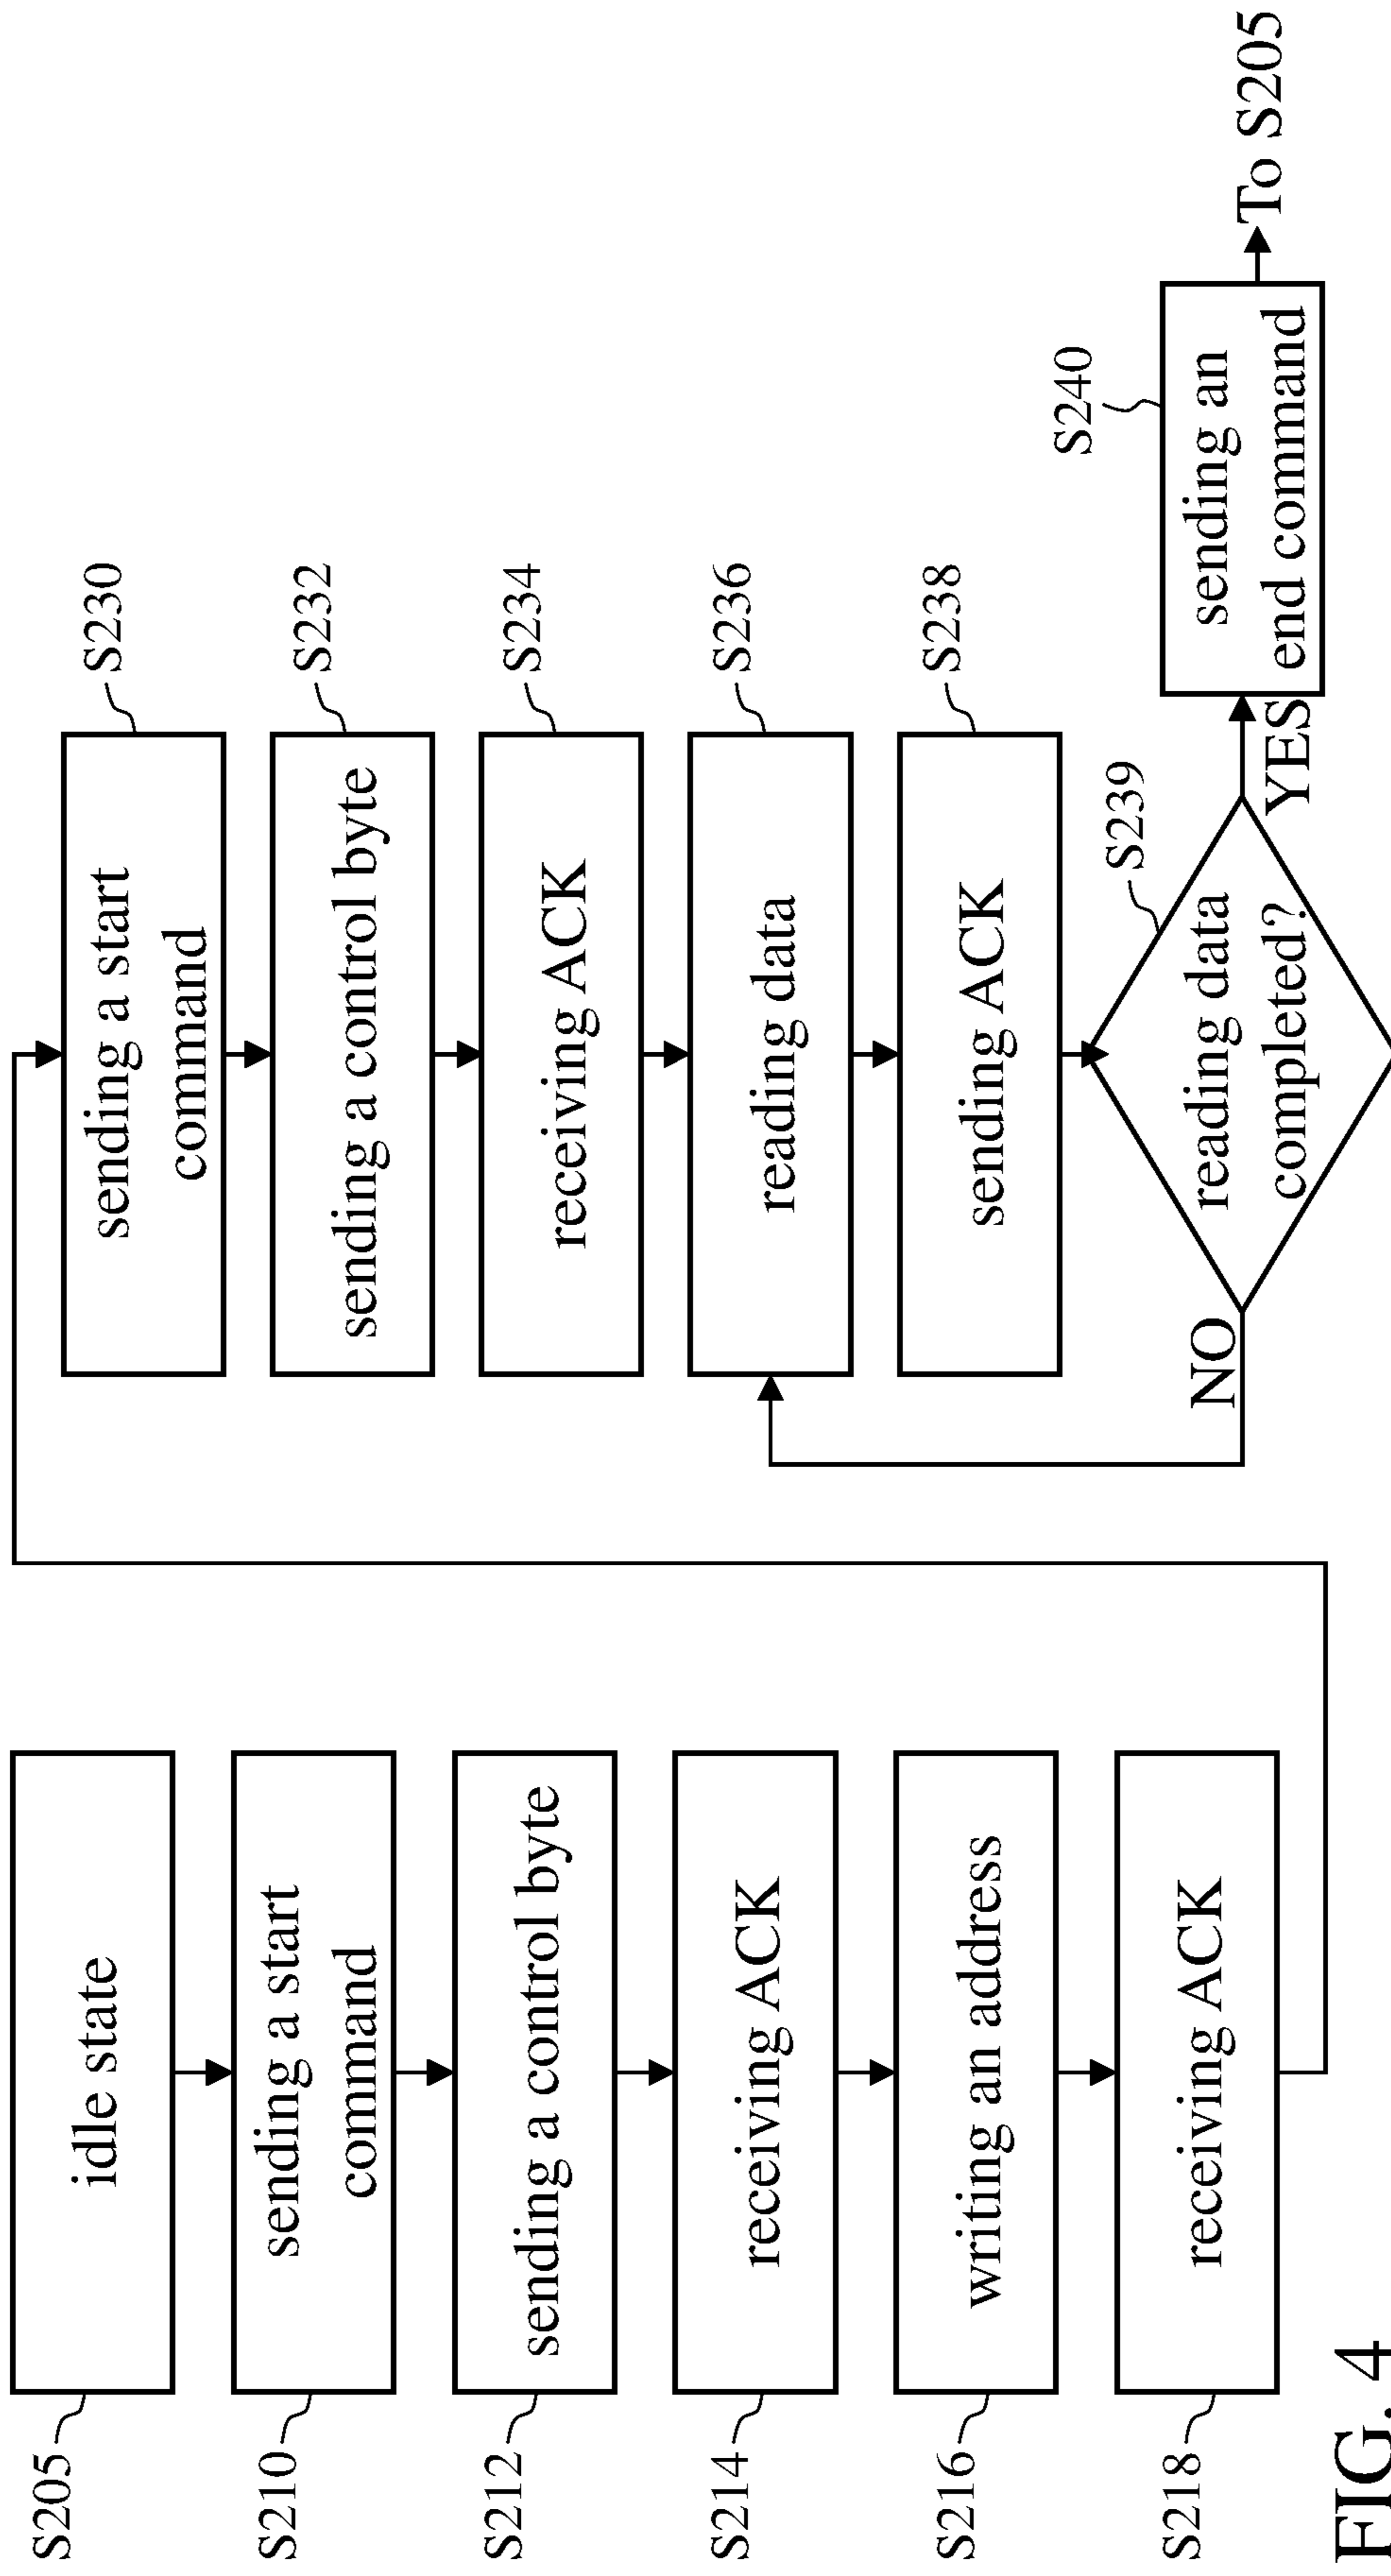 S205
idle state
S210
sending a start
command
S212
sending a control byte
S214
receiving ACK
S216
writing an address
S218
receiving ACK
S230
sending a start
command
S232
sending a control byte
S234
receiving ACK
S236
reading data
S238
sending ACK
S239
reading data
completed?
NO
YES
S240
sending an
end command
To S205
FIG. 4